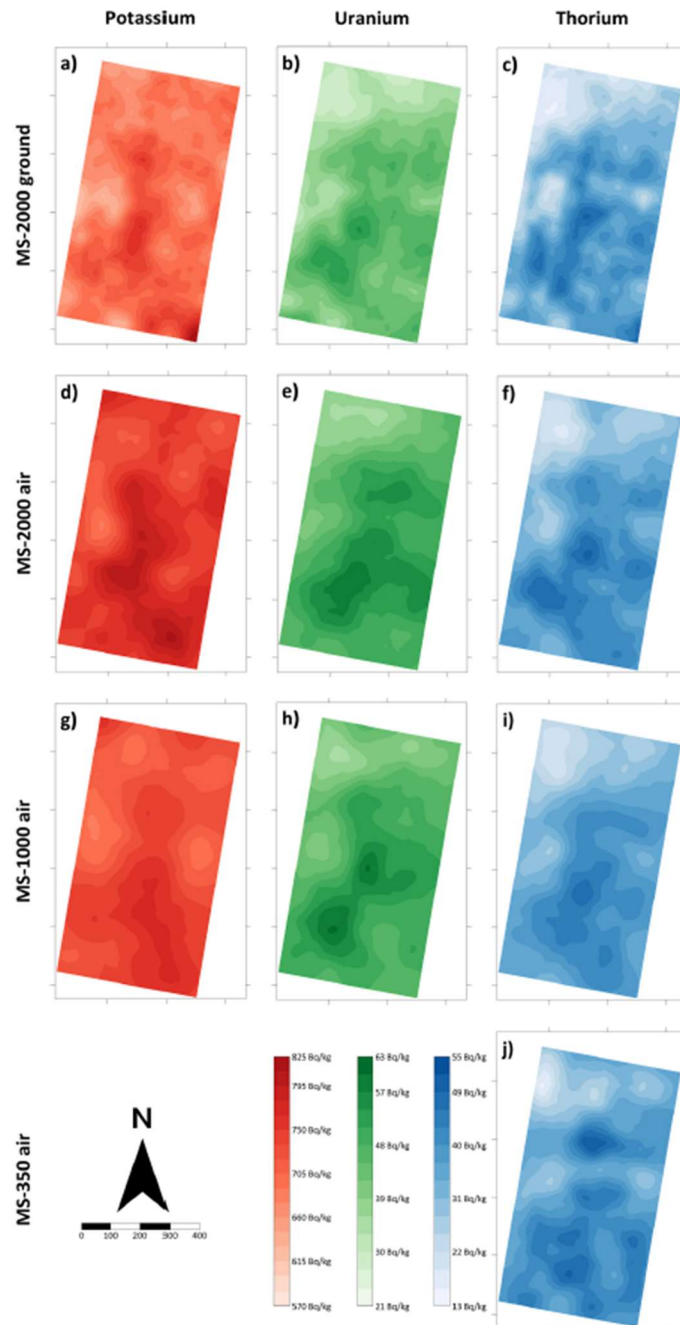 Potassium Uranium Thorium
MS-2000 ground
a) b) c)
MS-2000 air
d) e) f)
MS-1000 air
g) h) i)
MS-350 air
j)
N
0 100 200 300 400
825 Bq/kg
795 Bq/kg
750 Bq/kg
705 Bq/kg
660 Bq/kg
615 Bq/kg
570 Bq/kg
63 Bq/kg
57 Bq/kg
48 Bq/kg
39 Bq/kg
30 Bq/kg
21 Bq/kg
55 Bq/kg
49 Bq/kg
40 Bq/kg
31 Bq/kg
22 Bq/kg
13 Bq/kg